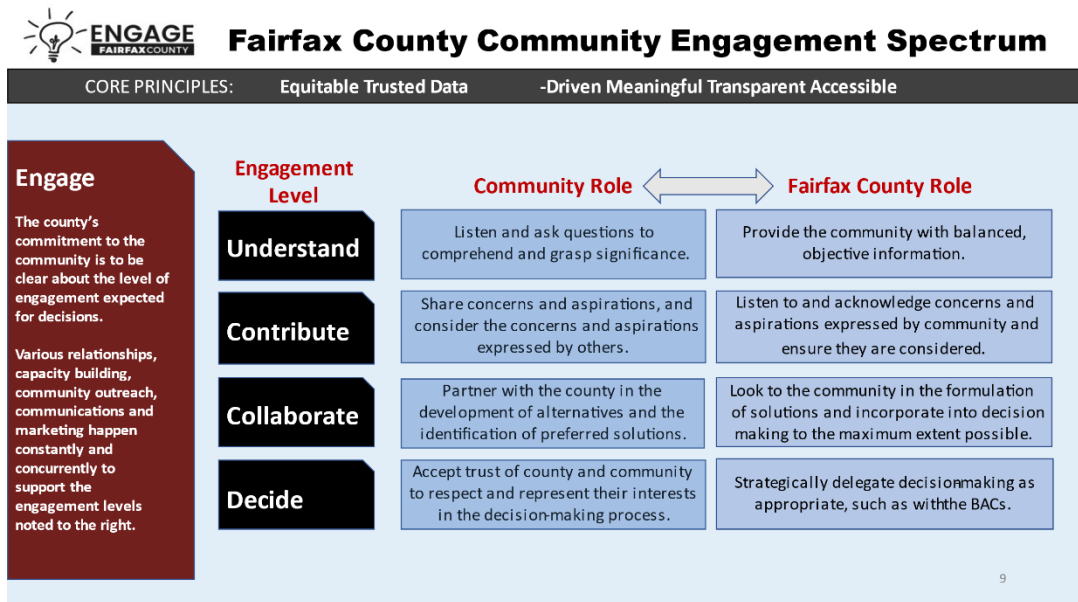 ENGAGE
FAIRFAXCOUNTY
Fairfax County Community Engagement Spectrum
CORE PRINCIPLES: Equitable Trusted Data -Driven Meaningful Transparent Accessible
Engage
The county's
commitment to the
community is to be
clear about the level of
engagement expected
for decisions.
Various relationships,
capacity building,
community outreach,
communications and
marketing happen
constantly and
concurrently to
support the
engagement levels
noted to the right.
Engagement
Level
Community Role
Fairfax County Role
Understand
Listen and ask questions to
comprehend and grasp significance.
Provide the community with balanced,
objective information.
Contribute
Share concerns and aspirations, and
consider the concerns and aspirations
expressed by others.
Listen to and acknowledge concerns and
aspirations expressed by community and
ensure they are considered.
Collaborate
Partner with the county in the
development of alternatives and the
identification of preferred solutions.
Look to the community in the formulation
of solutions and incorporate into decision
making to the maximum extent possible.
Decide
Accept trust of county and community
to respect and represent their interests
in the decision-making process.
Strategically delegate decisionmaking as
appropriate, such as withthe BACs.
9